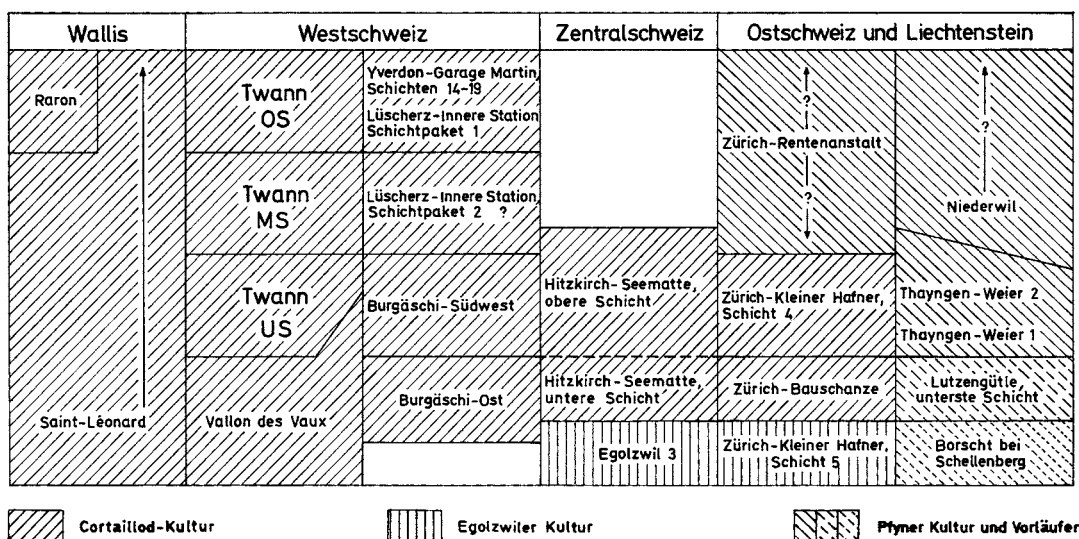 Wallis
Westschweiz
Zentralschweiz
Ostschweiz und Liechtenstein
Raron
Saint-Léonard
Twann
OS
Twann
MS
Twann
US
Vallon des Vaux
Yverdon-Garage Martin,
Schichten 14-19
Lüscherz-Innere Station
Schichtpaket 1
Lüscherz-Innere Station,
Schichtpaket 2 ?
Burgäschi-Südwest
Burgäschi-Ost
Hitzkirch-Seematte,
obere Schicht
Hitzkirch-Seematte,
untere Schicht
Egolzwil 3
?
Zürich-Rentenanstalt
?
Zürich-Kleiner Hafner,
Schicht 4
Zürich-Bauschanze
Zürich-Kleiner Hafner,
Schicht 5
?
Niederwil
Thayngen-Weier 2
Thayngen-Weier 1
Lutzengütle,
unterste Schicht
Borscht bei
Schellenberg
Cortaillod-Kultur
Egolzwiler Kultur
Pfyner Kultur und Vorläufer